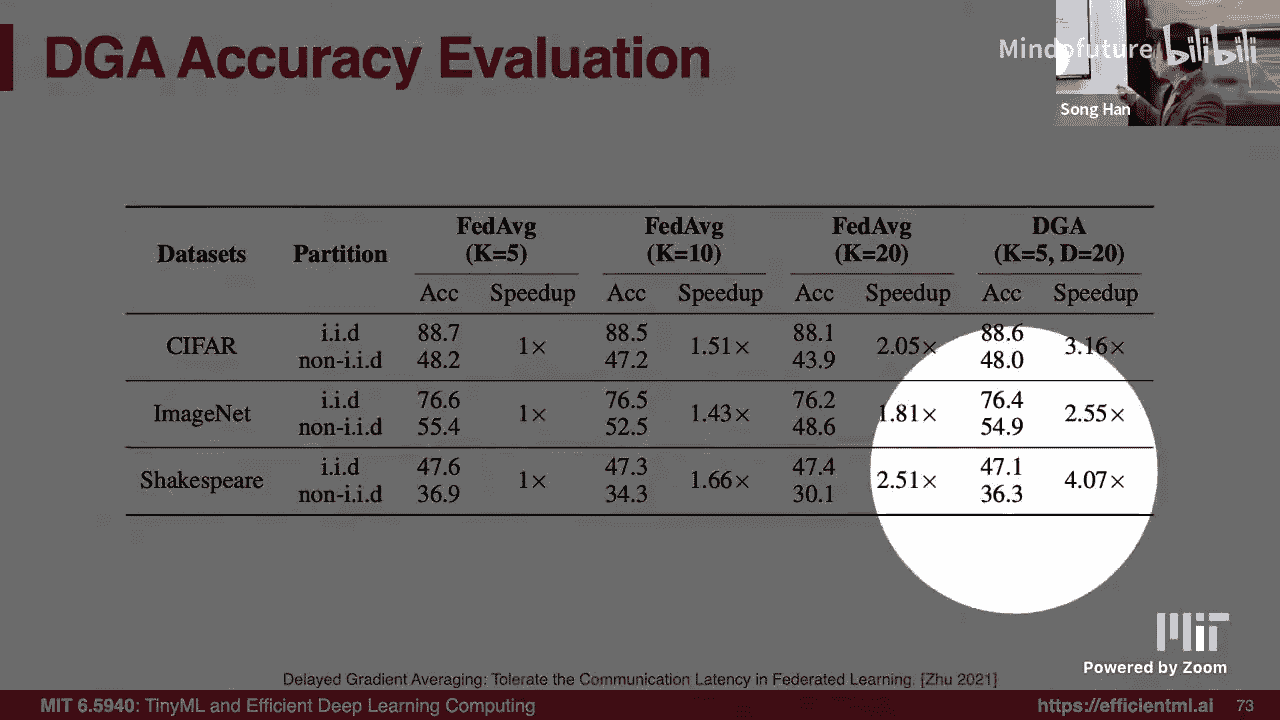 DGA Accuracy Evaluation
Mindofuture bilibili
Song Han
Datasets Partition FedAvg (K=5) FedAvg (K=10) FedAvg (K=20) DGA (K=5, D=20)
Acc Speedup Acc Speedup Acc Speedup Acc Speedup
CIFAR i.i.d 88.7 1× 88.5 1.51× 88.1 2.05× 88.6 3.16×
non-i.i.d 48.2 47.2 43.9 48.0
ImageNet i.i.d 76.6 1× 76.5 1.43× 76.2 1.81× 76.4 2.55×
non-i.i.d 55.4 52.5 48.6 54.9
Shakespeare i.i.d 47.6 1× 47.3 1.66× 47.4 2.51× 47.1 4.07×
non-i.i.d 36.9 34.3 30.1 36.3
MIT
Powered by Zoom
Delayed Gradient Averaging: Tolerate the Communication Latency in Federated Learning. [Zhu 2021]
MIT 6.5940: TinyML and Efficient Deep Learning Computing https://efficientml.ai 73